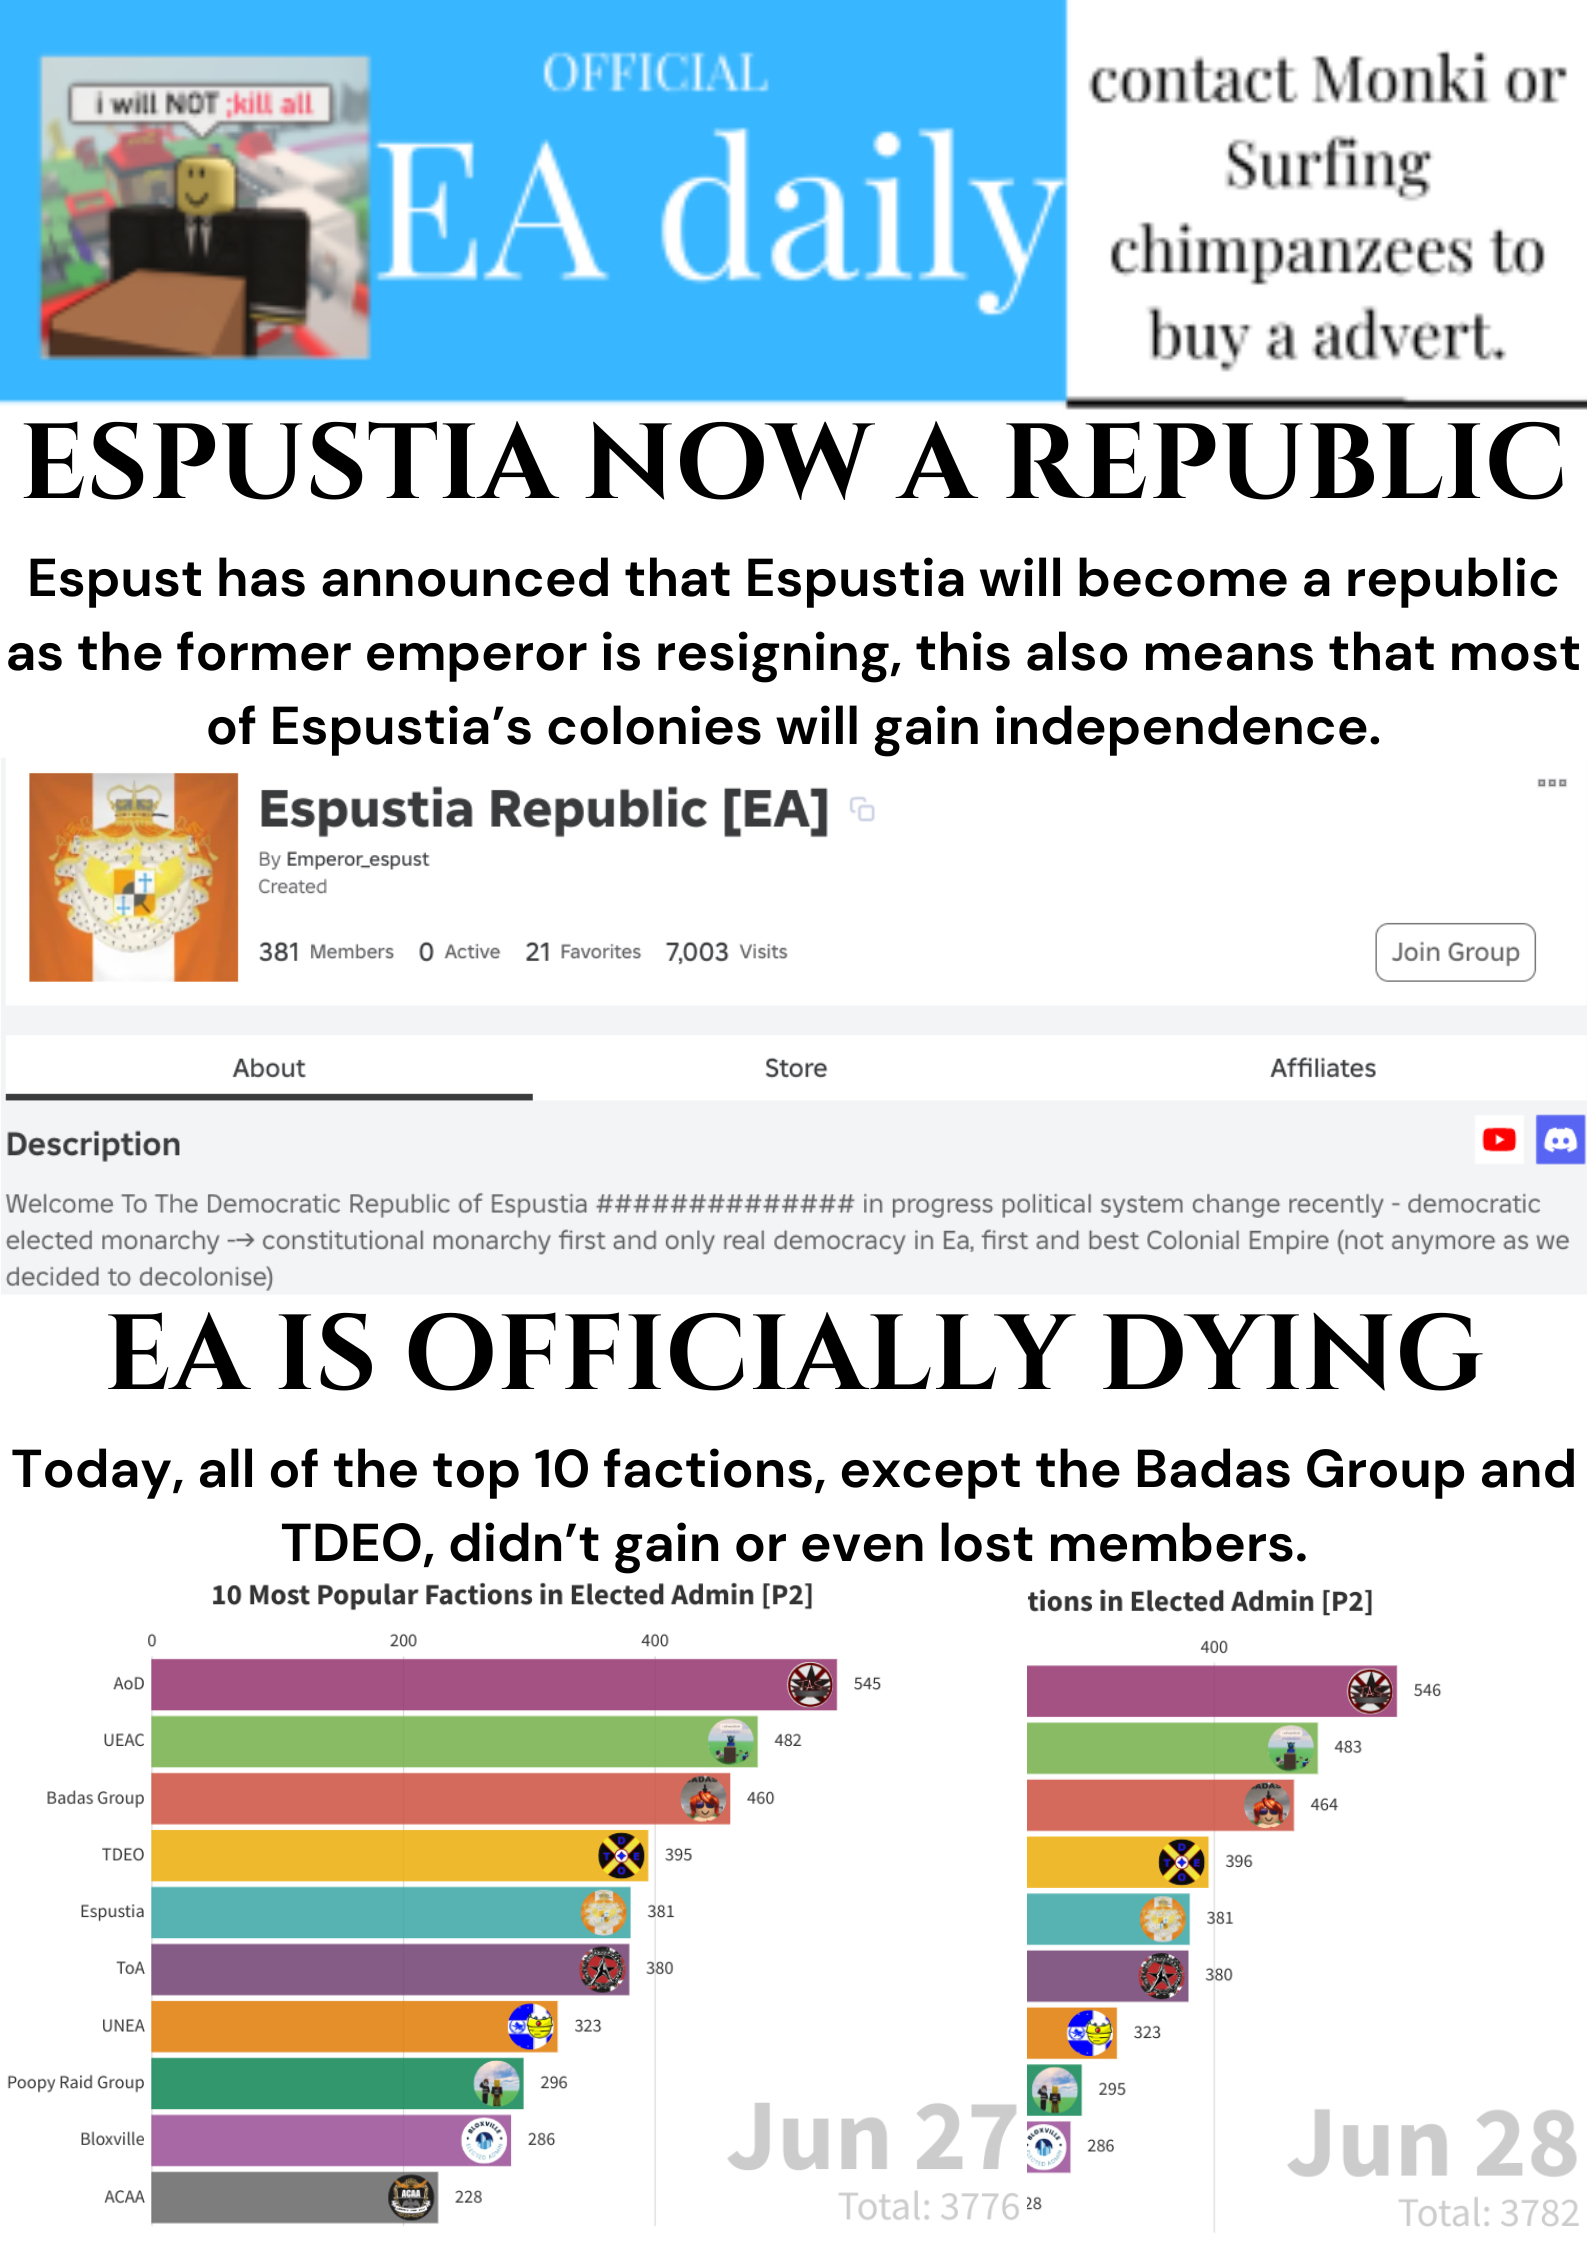 i will NOT ;kill all
OFFICIAL
EA daily
contact Monki or
Surfing
chimpanzees to
buy a advert.
ESPUSTIA NOW A REPUBLIC
Espust has announced that Espustia will become a republic
as the former emperor is resigning, this also means that most
of Espustia’s colonies will gain independence.
Espustia Republic [EA]
By Emperor_espust
Created
381 Members 0 Active 21 Favorites 7,003 Visits
Join Group
About Store Affiliates
Description
Welcome To The Democratic Republic of Espustia ############## in progress political system change recently - democratic
elected monarchy --> constitutional monarchy first and only real democracy in Ea, first and best Colonial Empire (not anymore as we
decided to decolonise)
EA IS OFFICIALLY DYING
Today, all of the top 10 factions, except the Badas Group and
TDEO, didn’t gain or even lost members.
10 Most Popular Factions in Elected Admin [P2]
0 200 400
AoD 545
UEAC 482
Badas Group 460
TDEO 395
Espustia 381
ToA 380
UNEA 323
Poopy Raid Group 296
Bloxville 286
ACAA 228
Jun 27
Total: 3776
tions in Elected Admin [P2]
400
546
483
464
396
381
380
323
295
286
28
Jun 28
Total: 3782